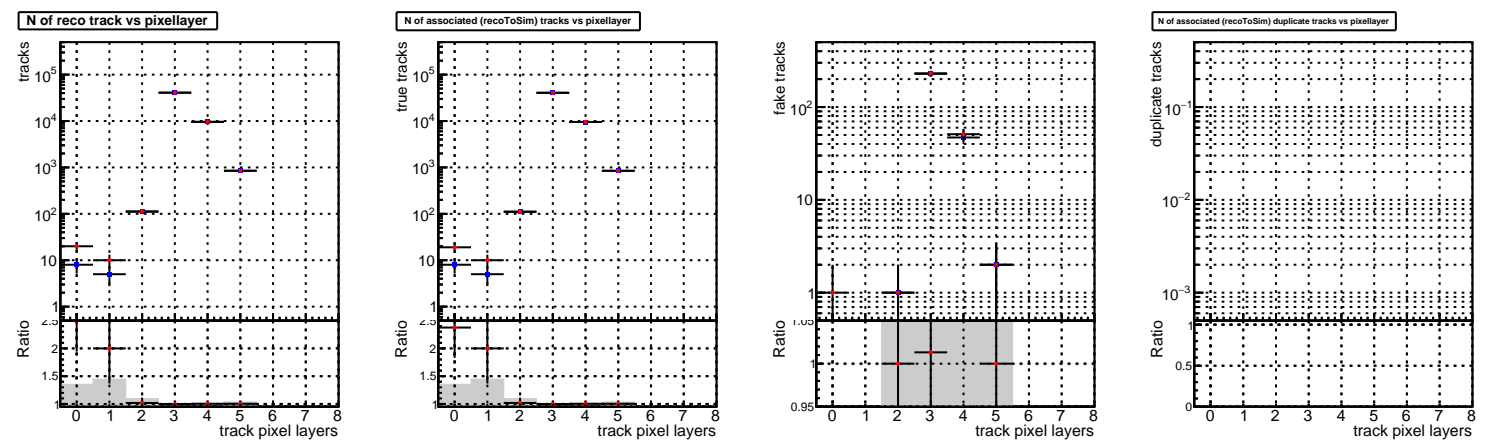 N of reco track vs pixellayer
tracks
10⁵
10⁴
10³
10²
10
1
Ratio
2.5
2
1.5
1
0 1 2 3 4 5 6 7 8
track pixel layers
N of associated (recoToSim) tracks vs pixellayer
true tracks
10⁵
10⁴
10³
10²
10
1
Ratio
2.5
2
1.5
1
0 1 2 3 4 5 6 7 8
track pixel layers
fake tracks
10²
10
1
Ratio
1.05
1
0.95
0 1 2 3 4 5 6 7 8
track pixel layers
N of associated (recoToSim) duplicate tracks vs pixellayer
duplicate tracks
10⁻¹
10⁻²
10⁻³
Ratio
1
0.5
0
0 1 2 3 4 5 6 7 8
track pixel layers